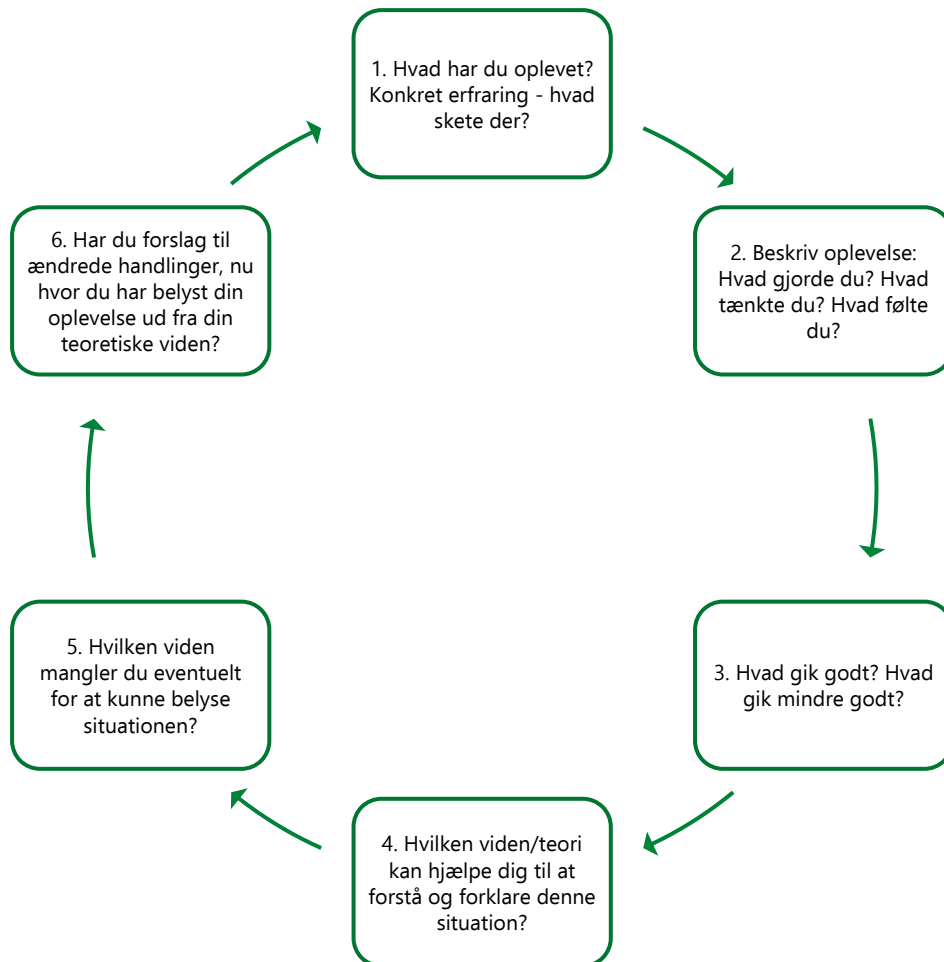 1. Hvad har du oplevet?
Konkret erfraring - hvad
skete der?
2. Beskriv oplevelse:
Hvad gjorde du? Hvad
tænkte du? Hvad følte
du?
3. Hvad gik godt? Hvad
gik mindre godt?
4. Hvilken viden/teori
kan hjælpe dig til at
forstå og forklare denne
situation?
5. Hvilken viden
mangler du eventuelt
for at kunne belyse
situationen?
6. Har du forslag til
ændrede handlinger, nu
hvor du har belyst din
oplevelse ud fra din
teoretiske viden?